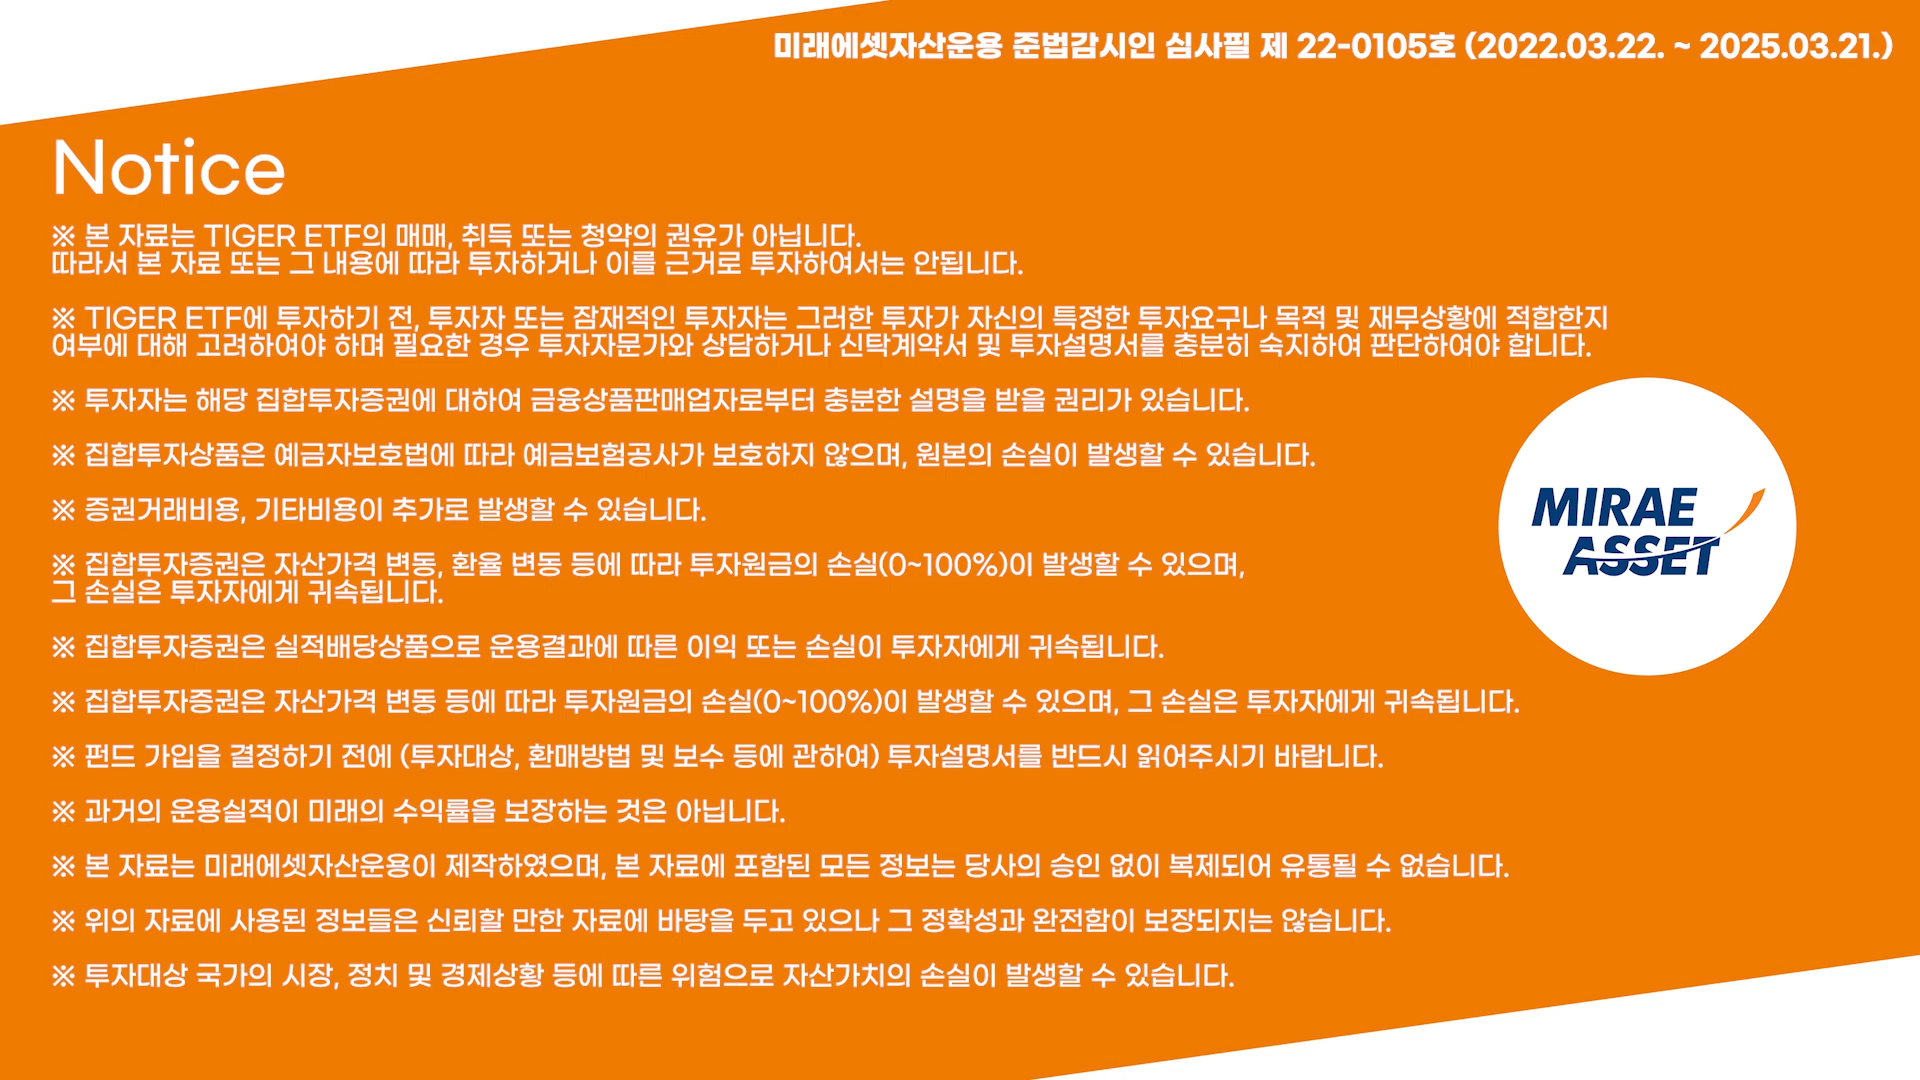 미래에셋자산운용 준법감시인 심사필 제 22-0105호 (2022.03.22. ~ 2025.03.21.)
Notice
※ 본 자료는 TIGER ETF의 매매, 취득 또는 청약의 권유가 아닙니다.
따라서 본 자료 또는 그 내용에 따라 투자하거나 이를 근거로 투자하여서는 안됩니다.
※ TIGER ETF에 투자하기 전, 투자자 또는 잠재적인 투자자는 그러한 투자가 자신의 특정한 투자요구나 목적 및 재무상황에 적합한지
여부에 대해 고려하여야 하며 필요한 경우 투자자문가와 상담하거나 신탁계약서 및 투자설명서를 충분히 숙지하여 판단하여야 합니다.
※ 투자자는 해당 집합투자증권에 대하여 금융상품판매업자로부터 충분한 설명을 받을 권리가 있습니다.
※ 집합투자상품은 예금자보호법에 따라 예금보험공사가 보호하지 않으며, 원본의 손실이 발생할 수 있습니다.
※ 증권거래비용, 기타비용이 추가로 발생할 수 있습니다.
※ 집합투자증권은 자산가격 변동, 환율 변동 등에 따라 투자원금의 손실(0~100%)이 발생할 수 있으며,
그 손실은 투자자에게 귀속됩니다.
MIRAE
ASSET
※ 집합투자증권은 실적배당상품으로 운용결과에 따른 이익 또는 손실이 투자자에게 귀속됩니다.
※ 집합투자증권은 자산가격 변동 등에 따라 투자원금의 손실(0~100%)이 발생할 수 있으며, 그 손실은 투자자에게 귀속됩니다.
※ 펀드 가입을 결정하기 전에 (투자대상, 환매방법 및 보수 등에 관하여) 투자설명서를 반드시 읽어주시기 바랍니다.
※ 과거의 운용실적이 미래의 수익률을 보장하는 것은 아닙니다.
※ 본 자료는 미래에셋자산운용이 제작하였으며, 본 자료에 포함된 모든 정보는 당사의 승인 없이 복제되어 유통될 수 없습니다.
※ 위의 자료에 사용된 정보들은 신뢰할 만한 자료에 바탕을 두고 있으나 그 정확성과 완전함이 보장되지는 않습니다.
※ 투자대상 국가의 시장, 정치 및 경제상황 등에 따른 위험으로 자산가치의 손실이 발생할 수 있습니다.